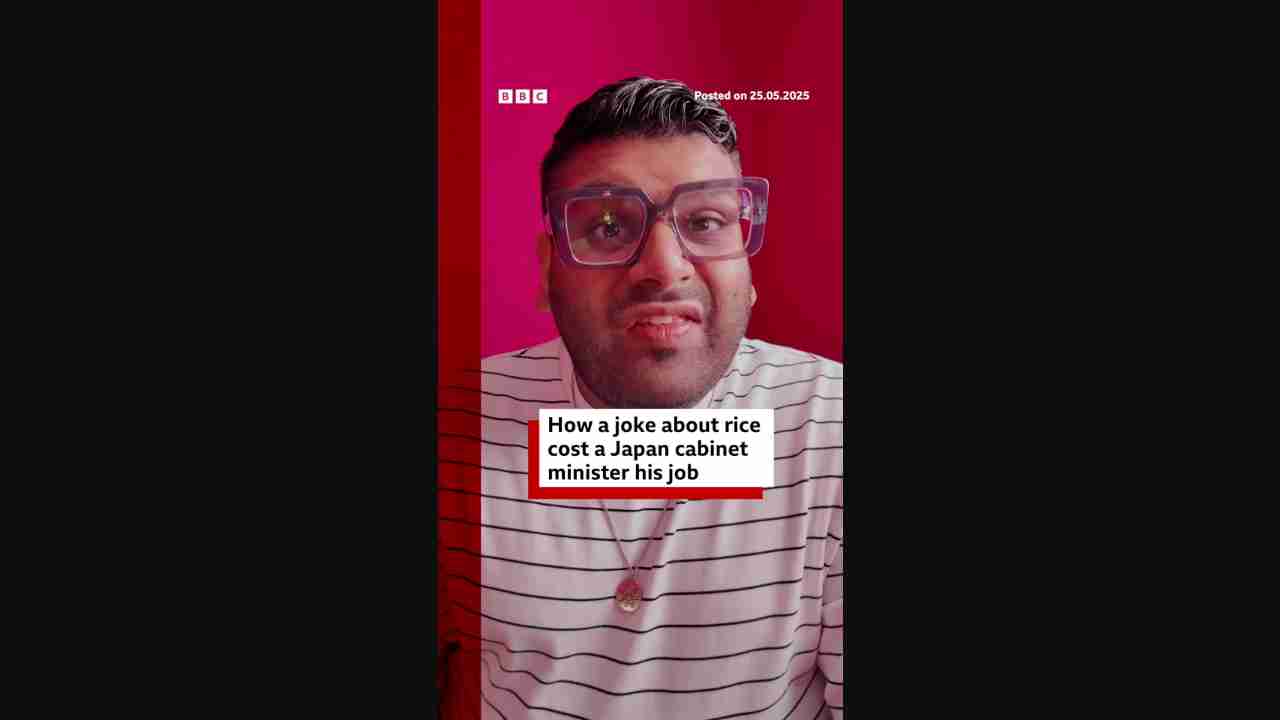 BBC
Posted on 25.05.2025
How a joke about rice
cost a Japan cabinet
minister his job